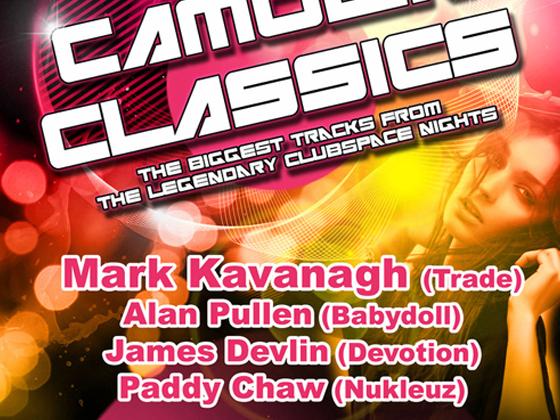 CAMDEN
CLASSICS
THE BIGGEST TRACKS FROM
THE LEGENDARY CLUBSPACE NIGHTS
Mark Kavanagh (Trade)
Alan Pullen (Babydoll)
James Devlin (Devotion)
Paddy Chaw (Nukleuz)